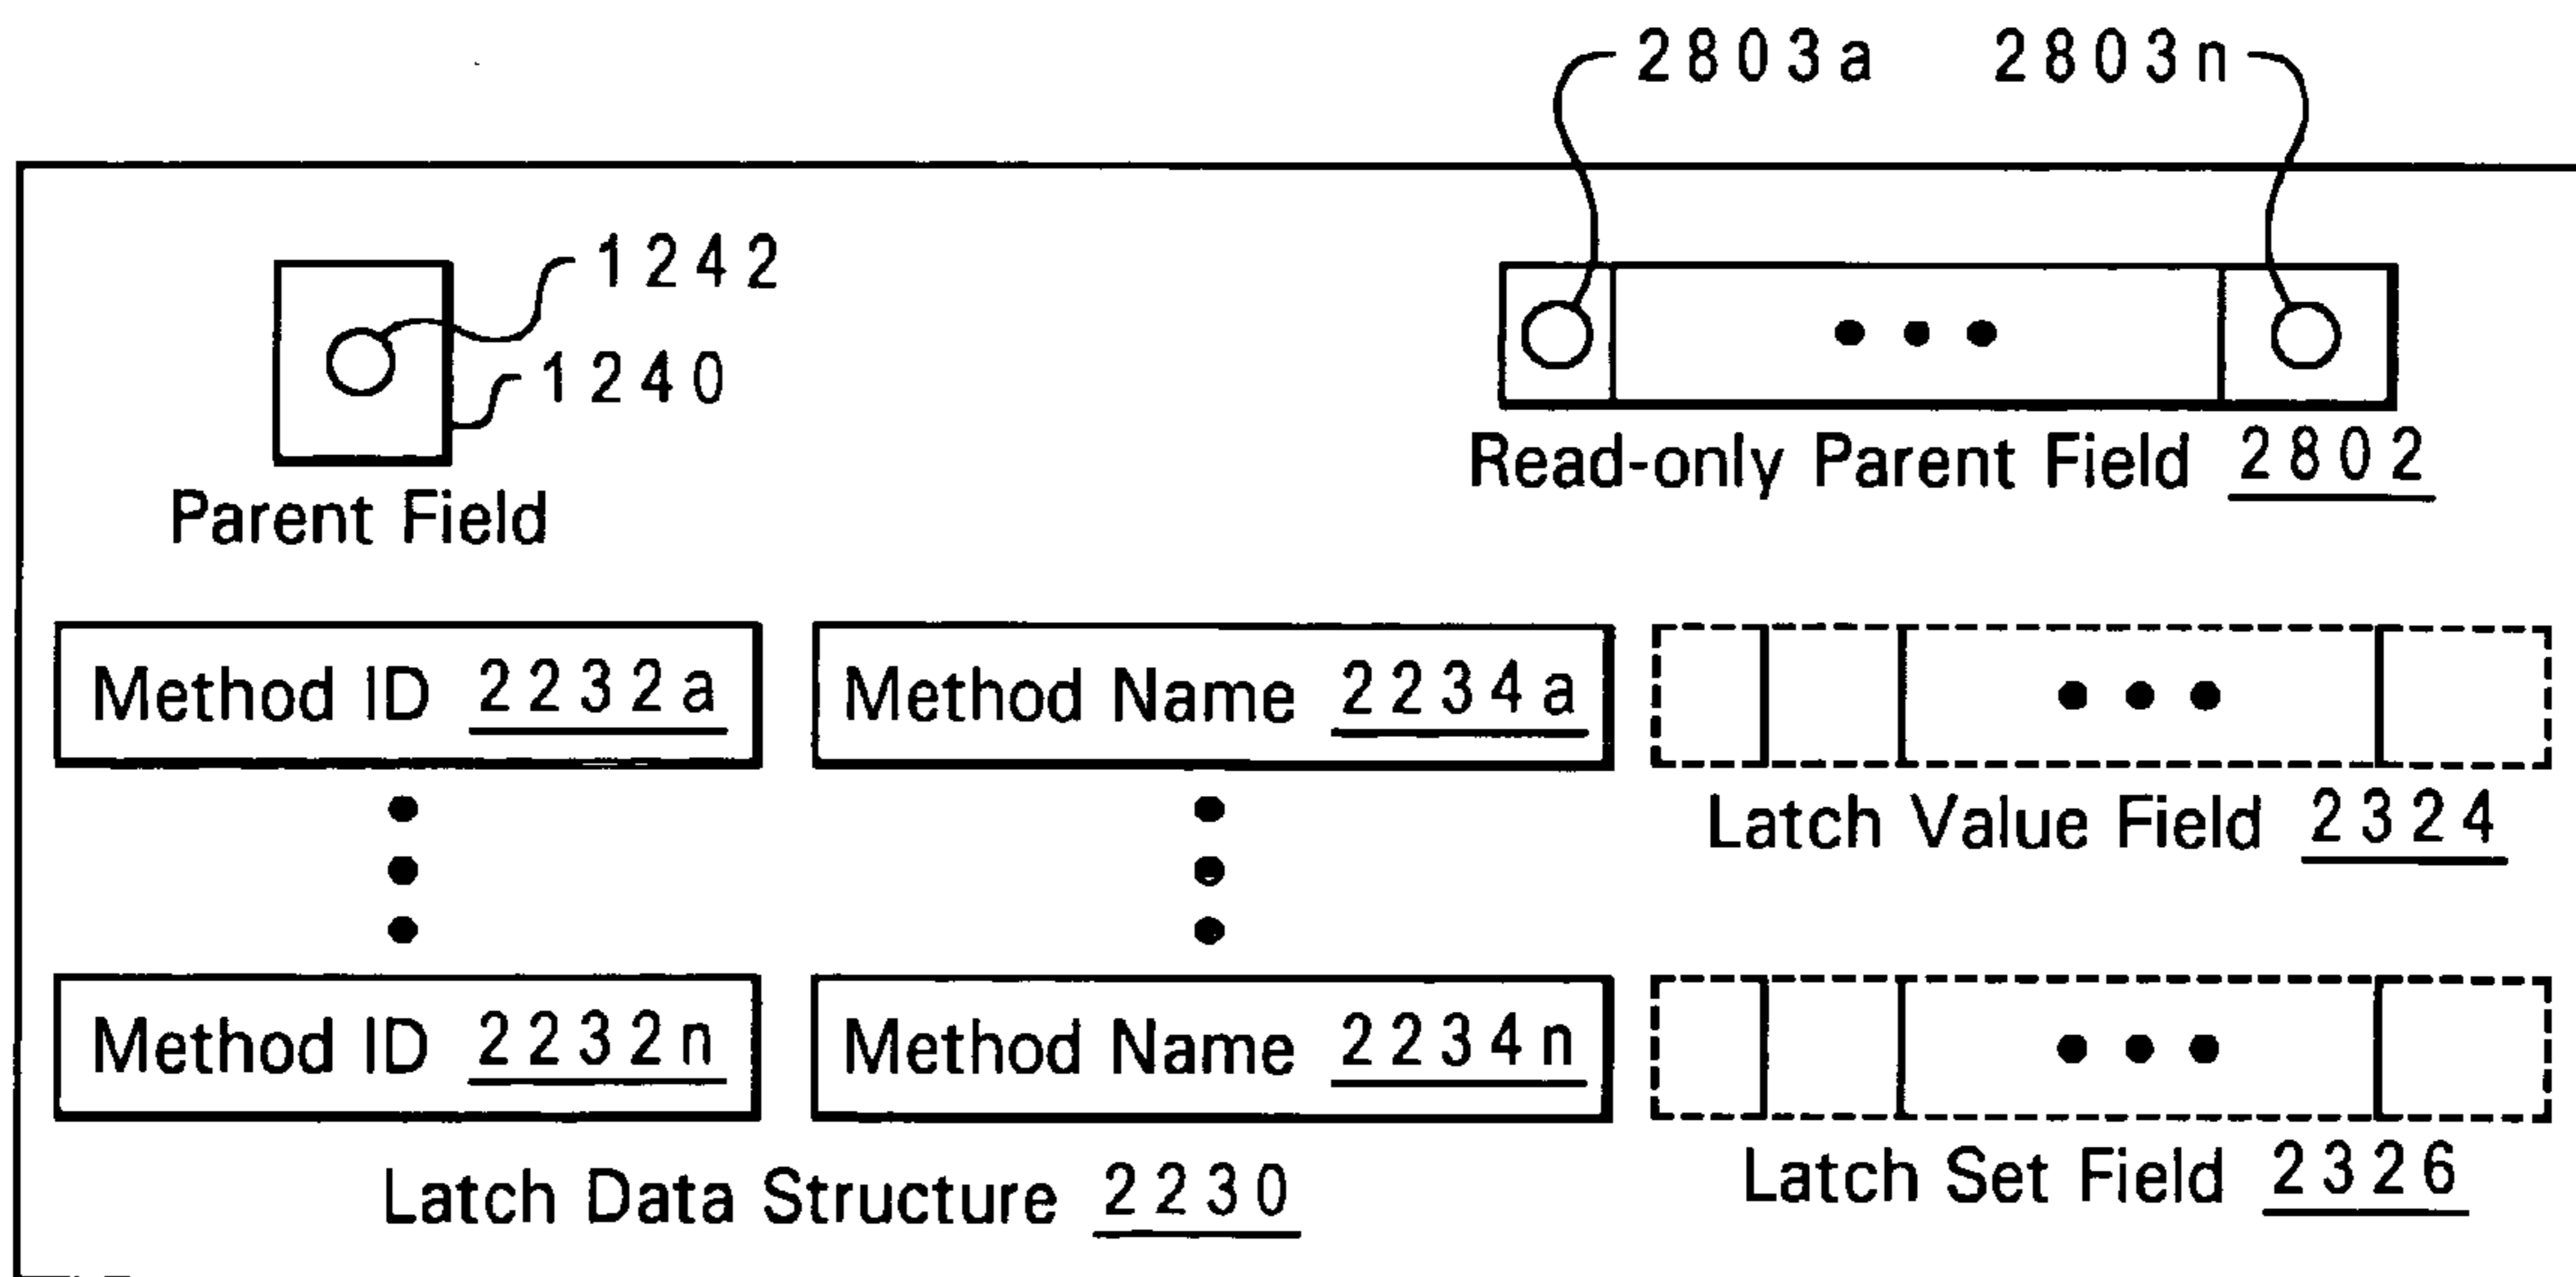 2803a 2803n
1242
1240
Parent Field
Read-only Parent Field 2802
Method ID 2232a Method Name 2234a
Latch Value Field 2324
Method ID 2232n Method Name 2234n
Latch Set Field 2326
Latch Data Structure 2230